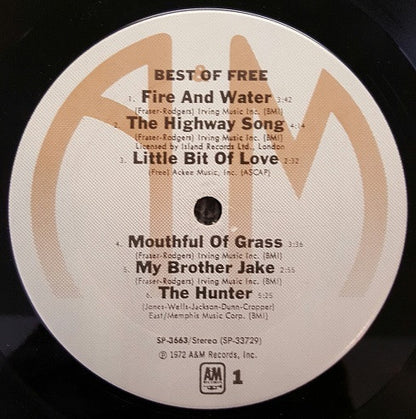 BEST OF FREE
1. Fire And Water 3:42
(Fraser-Rodgers) Irving Music Inc. (BMI)
2. The Highway Song 4:14
(Fraser-Rodgers) Irving Music Inc. (BMI)
Licensed by Island Records Ltd., London
3. Little Bit Of Love 2:32
(Free) Ackee Music, Inc. (ASCAP)
4. Mouthful Of Grass 3:36
(Fraser-Rodgers) Irving Music Inc. (BMI)
5. My Brother Jake 2:55
(Fraser-Rodgers) Irving Music Inc. (BMI)
6. The Hunter 5:25
(Jones-Wells-Jackson-Dunn-Cropper)
East/Memphis Music Corp. (BMI)
SP-3663/Stereo (SP-33729)
℗ 1972 A&M Records, Inc.
AM 1